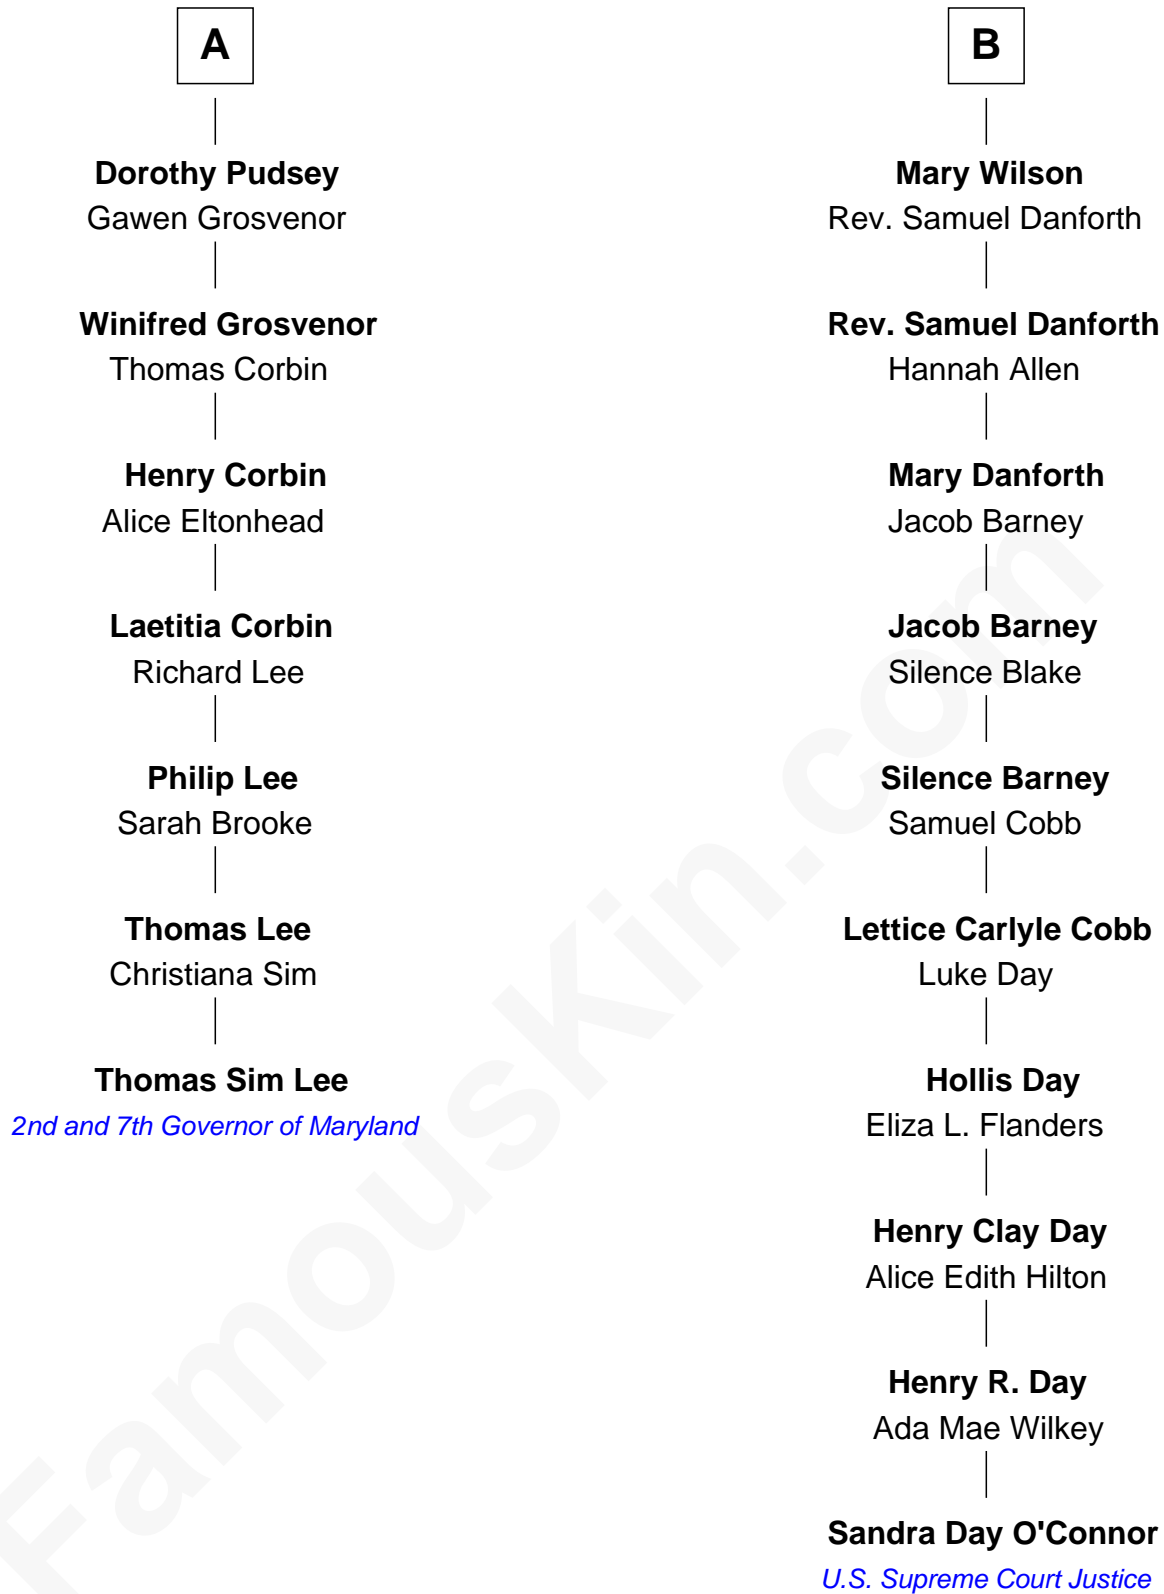 A
Dorothy Pudsey
Gawen Grosvenor
Winifred Grosvenor
Thomas Corbin
Henry Corbin
Alice Eltonhead
Laetitia Corbin
Richard Lee
Philip Lee
Sarah Brooke
Thomas Lee
Christiana Sim
Thomas Sim Lee
2nd and 7th Governor of Maryland
B
Mary Wilson
Rev. Samuel Danforth
Rev. Samuel Danforth
Hannah Allen
Mary Danforth
Jacob Barney
Jacob Barney
Silence Blake
Silence Barney
Samuel Cobb
Lettice Carlyle Cobb
Luke Day
Hollis Day
Eliza L. Flanders
Henry Clay Day
Alice Edith Hilton
Henry R. Day
Ada Mae Wilkey
Sandra Day O'Connor
U.S. Supreme Court Justice
FamousKin.com